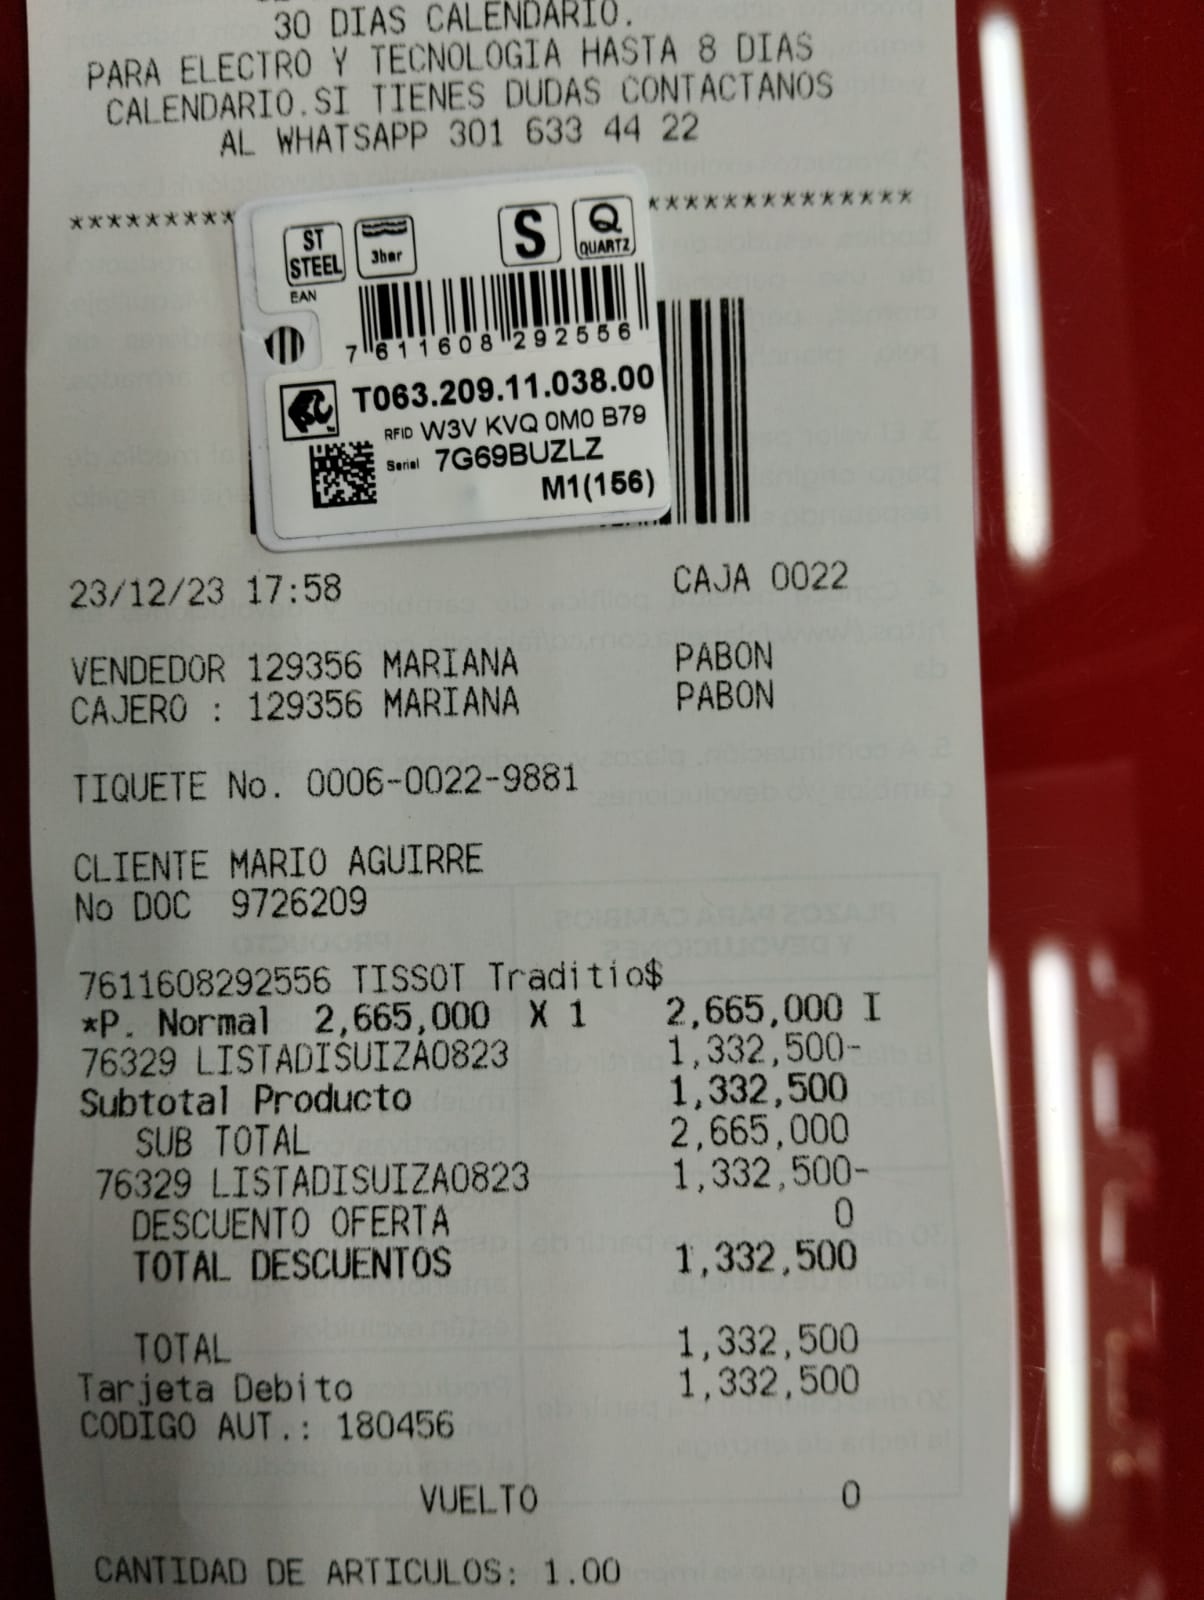 30 DIAS CALENDARIO.
PARA ELECTRO Y TECNOLOGIA HASTA 8 DIAS
CALENDARIO.SI TIENES DUDAS CONTACTANOS
AL WHATSAPP 301 633 44 22
***********************
ST STEEL
3bar
S
Q QUARTZ
EAN
7 611608 292556
T063.209.11.038.00
RFID W3V KVQ 0M0 B79
Serial 7G69BUZLZ
M1(156)
23/12/23 17:58 CAJA 0022
VENDEDOR 129356 MARIANA PABON
CAJERO : 129356 MARIANA PABON
TIQUETE No. 0006-0022-9881
CLIENTE MARIO AGUIRRE
No DOC 9726209
7611608292556 TISSOT Traditio$
*P. Normal 2,665,000 X 1 2,665,000 I
76329 LISTADISUIZA0823 1,332,500-
Subtotal Producto 1,332,500
SUB TOTAL 2,665,000
76329 LISTADISUIZA0823 1,332,500-
DESCUENTO OFERTA 0
TOTAL DESCUENTOS 1,332,500
TOTAL 1,332,500
Tarjeta Debito 1,332,500
CODIGO AUT.: 180456
VUELTO 0
CANTIDAD DE ARTICULOS: 1.00